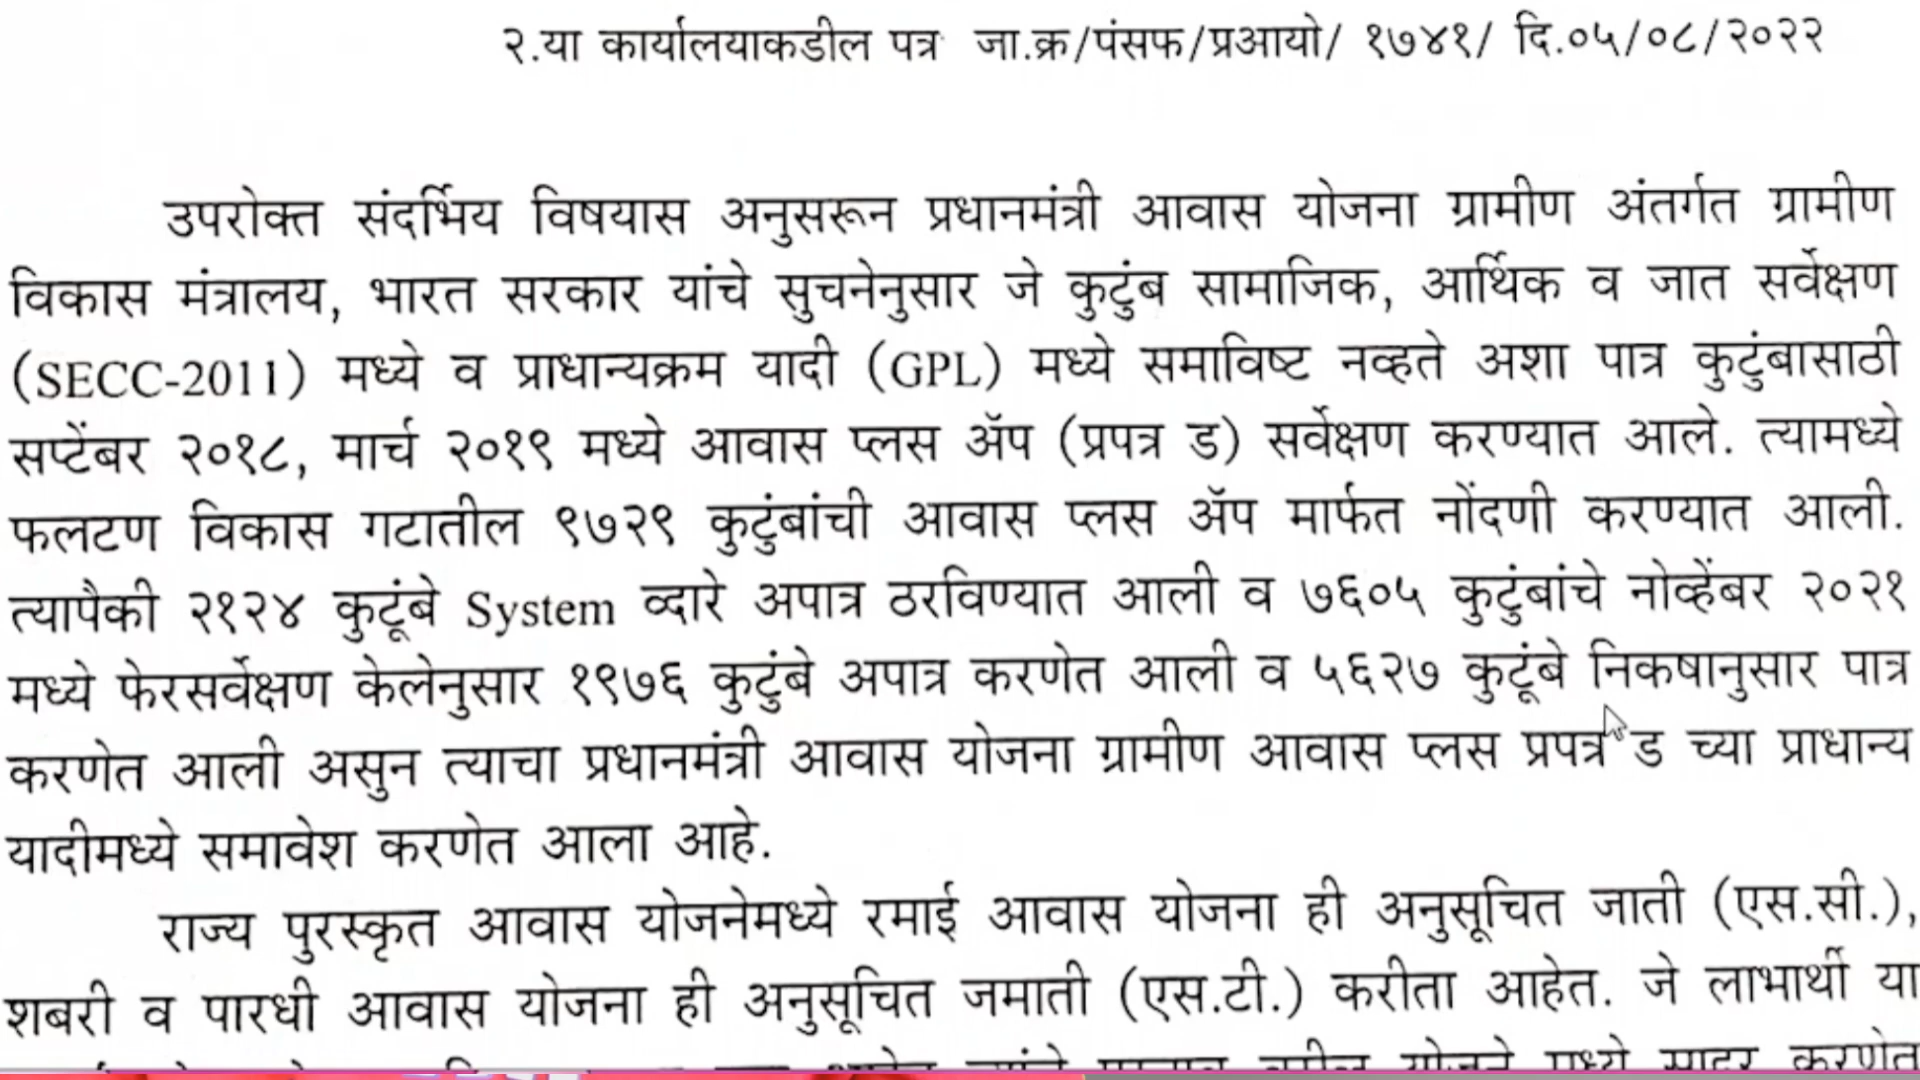 २.या कार्यालयाकडील पत्र जा.क्र/पंसफ/प्रआयो/ १७४१/ दि.०५/०८/२०२२
उपरोक्त संदर्भिय विषयास अनुसरून प्रधानमंत्री आवास योजना ग्रामीण अंतर्गत ग्रामीण
विकास मंत्रालय, भारत सरकार यांचे सुचनेनुसार जे कुटुंब सामाजिक, आर्थिक व जात सर्वेक्षण
(SECC-2011) मध्ये व प्राधान्यक्रम यादी (GPL) मध्ये समाविष्ट नव्हते अशा पात्र कुटुंबासाठी
सप्टेंबर २०१८, मार्च २०१९ मध्ये आवास प्लस ॲप (प्रपत्र ड) सर्वेक्षण करण्यात आले. त्यामध्ये
फलटण विकास गटातील ९७२९ कुटुंबांची आवास प्लस ॲप मार्फत नोंदणी करण्यात आली.
त्यापैकी २१२४ कुटूंबे System व्दारे अपात्र ठरविण्यात आली व ७६०५ कुटुंबांचे नोव्हेंबर २०२१
मध्ये फेरसर्वेक्षण केलेनुसार १९७६ कुटुंबे अपात्र करणेत आली व ५६२७ कुटूंबे निकषानुसार पात्र
करणेत आली असुन त्याचा प्रधानमंत्री आवास योजना ग्रामीण आवास प्लस प्रपत्र ड च्या प्राधान्य
यादीमध्ये समावेश करणेत आला आहे.
राज्य पुरस्कृत आवास योजनेमध्ये रमाई आवास योजना ही अनुसूचित जाती (एस.सी.),
शबरी व पारधी आवास योजना ही अनुसूचित जमाती (एस.टी.) करीता आहेत. जे लाभार्थी या
योजने मध्ये सादर करणेत